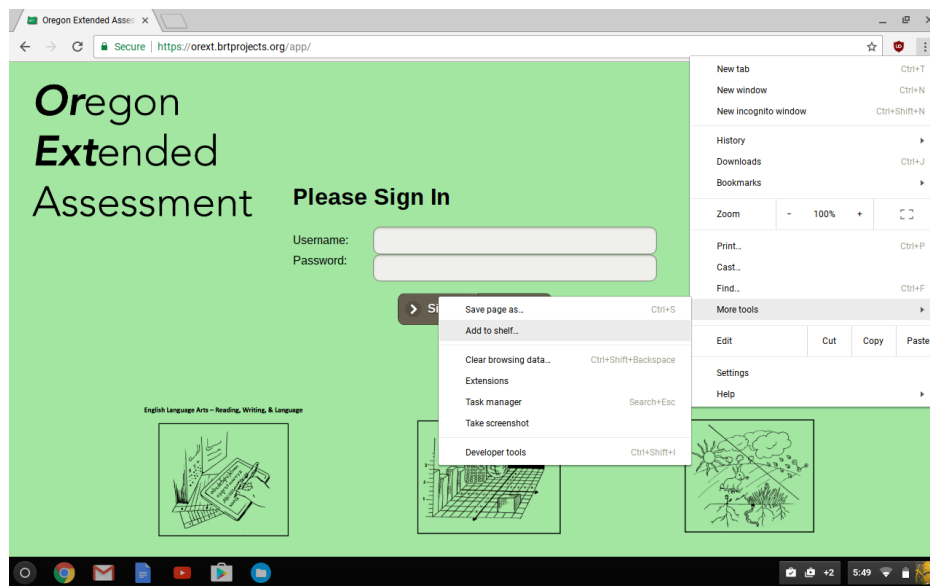 Oregon Extended Asses
Secure https://orext.brtprojects.org/app/
Oregon
Extended
Assessment
Please Sign In
Username:
Password:
Si
English Language Arts – Reading, Writing, & Language
New tab Ctrl+T
New window Ctrl+N
New incognito window Ctrl+Shift+N
History
Downloads Ctrl+J
Bookmarks
Zoom - 100% +
Print... Ctrl+P
Cast...
Find... Ctrl+F
More tools
Edit Cut Copy Paste
Settings
Help
Save page as... Ctrl+S
Add to shelf...
Clear browsing data... Ctrl+Shift+Backspace
Extensions
Task manager Search+Esc
Take screenshot
Developer tools Ctrl+Shift+I
+2 5:49